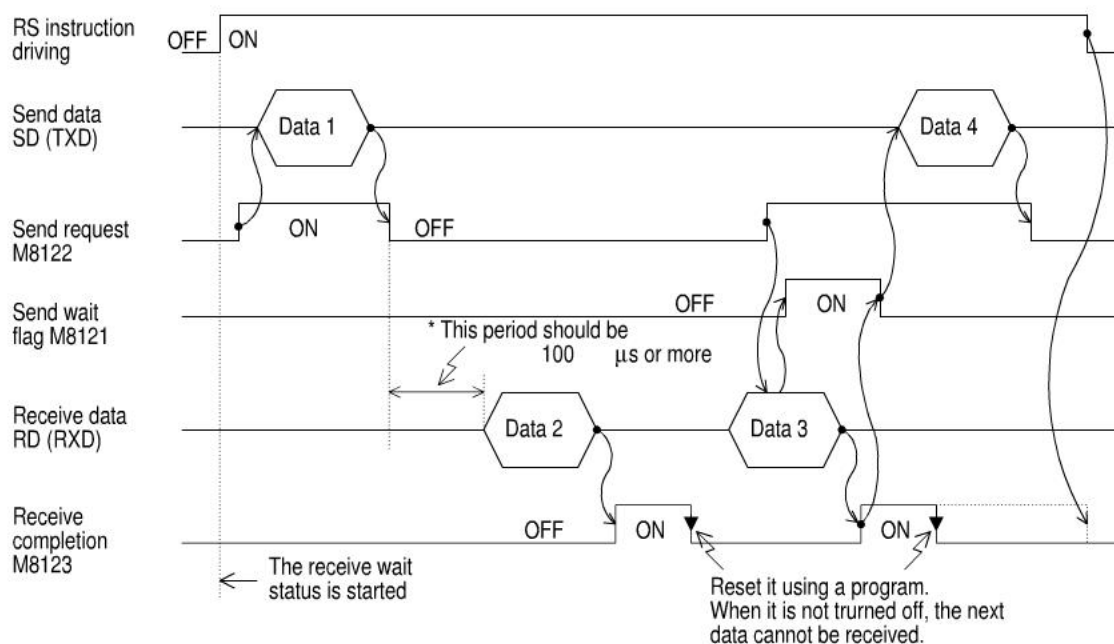 RS instruction
driving
OFF
ON
Send data
SD (TXD)
Data 1
Data 4
Send request
M8122
ON
OFF
Send wait
flag M8121
OFF
ON
* This period should be
100 μs or more
Receive data
RD (RXD)
Data 2
Data 3
Receive
completion
M8123
OFF
ON
ON
The receive wait
status is started
Reset it using a program.
When it is not trurned off, the next
data cannot be received.